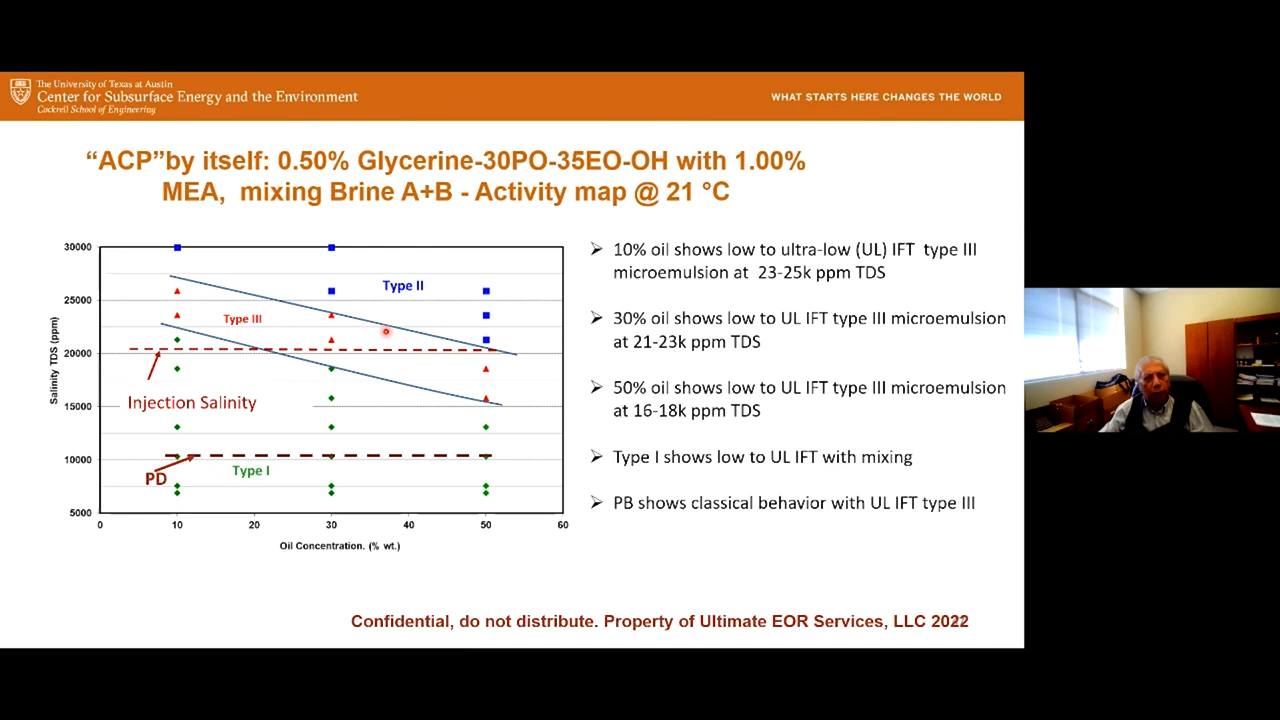 The University of Texas at Austin
Center for Subsurface Energy and the Environment
Cockrell School of Engineering
WHAT STARTS HERE CHANGES THE WORLD
“ACP”by itself: 0.50% Glycerine-30PO-35EO-OH with 1.00%
MEA, mixing Brine A+B - Activity map @ 21 °C
30000
25000
20000
15000
10000
5000
Salinity TDS (ppm)
Type II
Type III
Injection Salinity
PD
Type I
0 10 20 30 40 50 60
Oil Concentration. (% wt.)
➢ 10% oil shows low to ultra-low (UL) IFT type III
microemulsion at 23-25k ppm TDS
➢ 30% oil shows low to UL IFT type III microemulsion
at 21-23k ppm TDS
➢ 50% oil shows low to UL IFT type III microemulsion
at 16-18k ppm TDS
➢ Type I shows low to UL IFT with mixing
➢ PB shows classical behavior with UL IFT type III
Confidential, do not distribute. Property of Ultimate EOR Services, LLC 2022